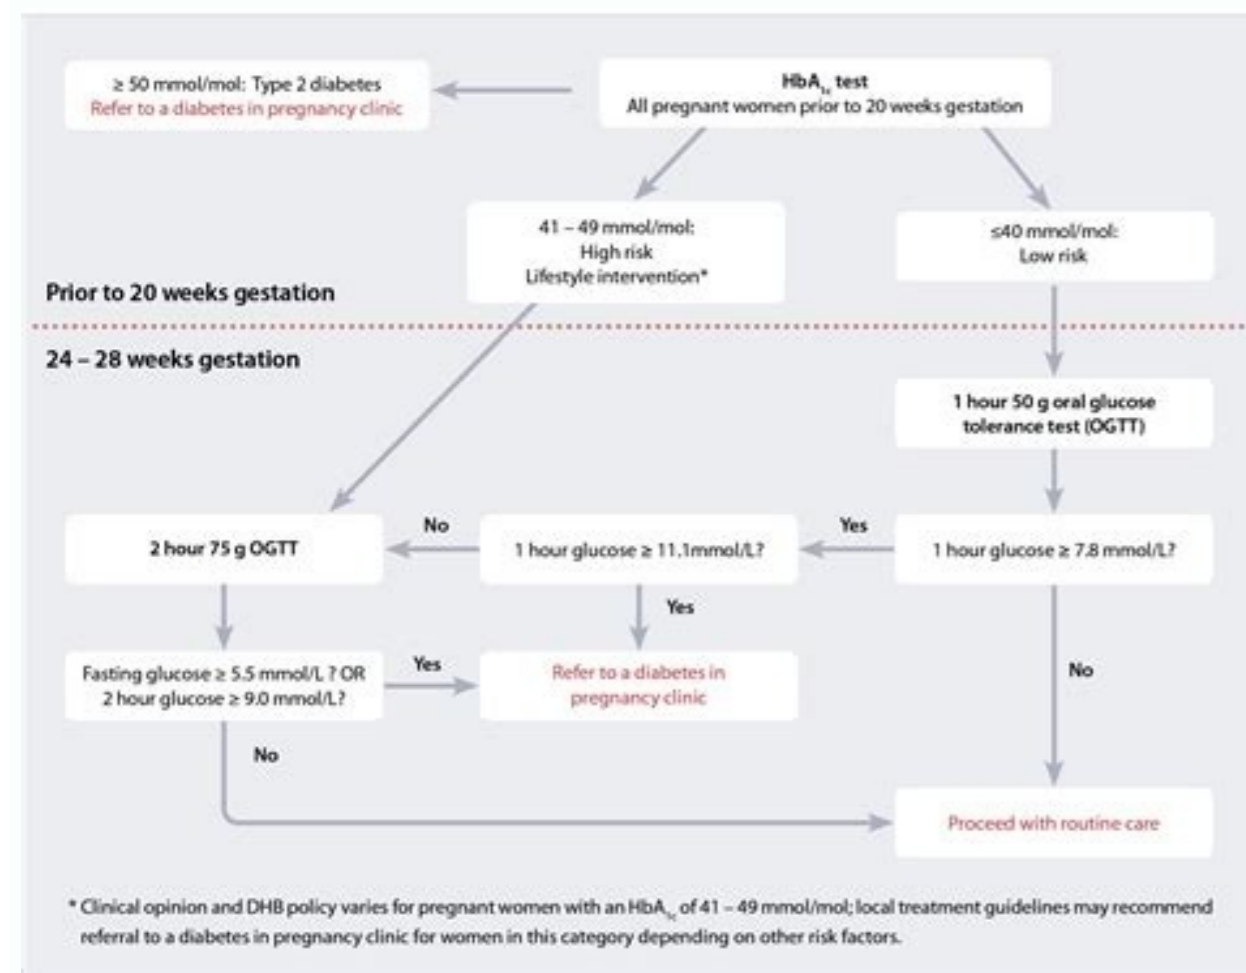 HbA1c test
All pregnant women prior to 20 weeks gestation
≥ 50 mmol/mol: Type 2 diabetes
Refer to a diabetes in pregnancy clinic
41 – 49 mmol/mol:
High risk
Lifestyle intervention*
≤40 mmol/mol:
Low risk
Prior to 20 weeks gestation
24 – 28 weeks gestation
1 hour 50 g oral glucose
tolerance test (OGTT)
1 hour glucose ≥ 7.8 mmol/L?
Yes
1 hour glucose ≥ 11.1mmol/L?
No
2 hour 75 g OGTT
Yes
Fasting glucose ≥ 5.5 mmol/L ? OR
2 hour glucose ≥ 9.0 mmol/L?
Yes
Refer to a diabetes in
pregnancy clinic
No
No
Proceed with routine care
* Clinical opinion and DHB policy varies for pregnant women with an HbA1c of 41 – 49 mmol/mol; local treatment guidelines may recommend
referral to a diabetes in pregnancy clinic for women in this category depending on other risk factors.